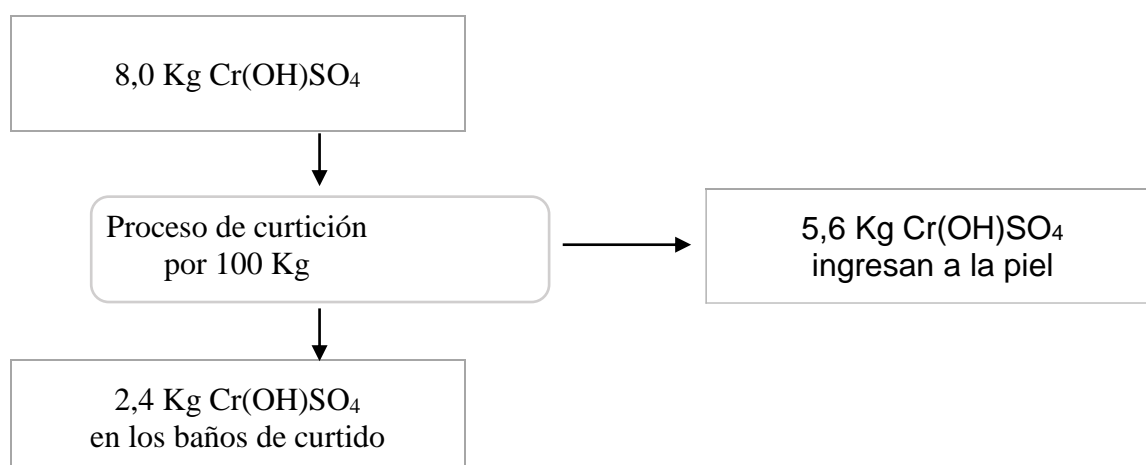 8,0 Kg Cr(OH)SO₄
Proceso de curtición
por 100 Kg
5,6 Kg Cr(OH)SO₄
ingresan a la piel
2,4 Kg Cr(OH)SO₄
en los baños de curtido